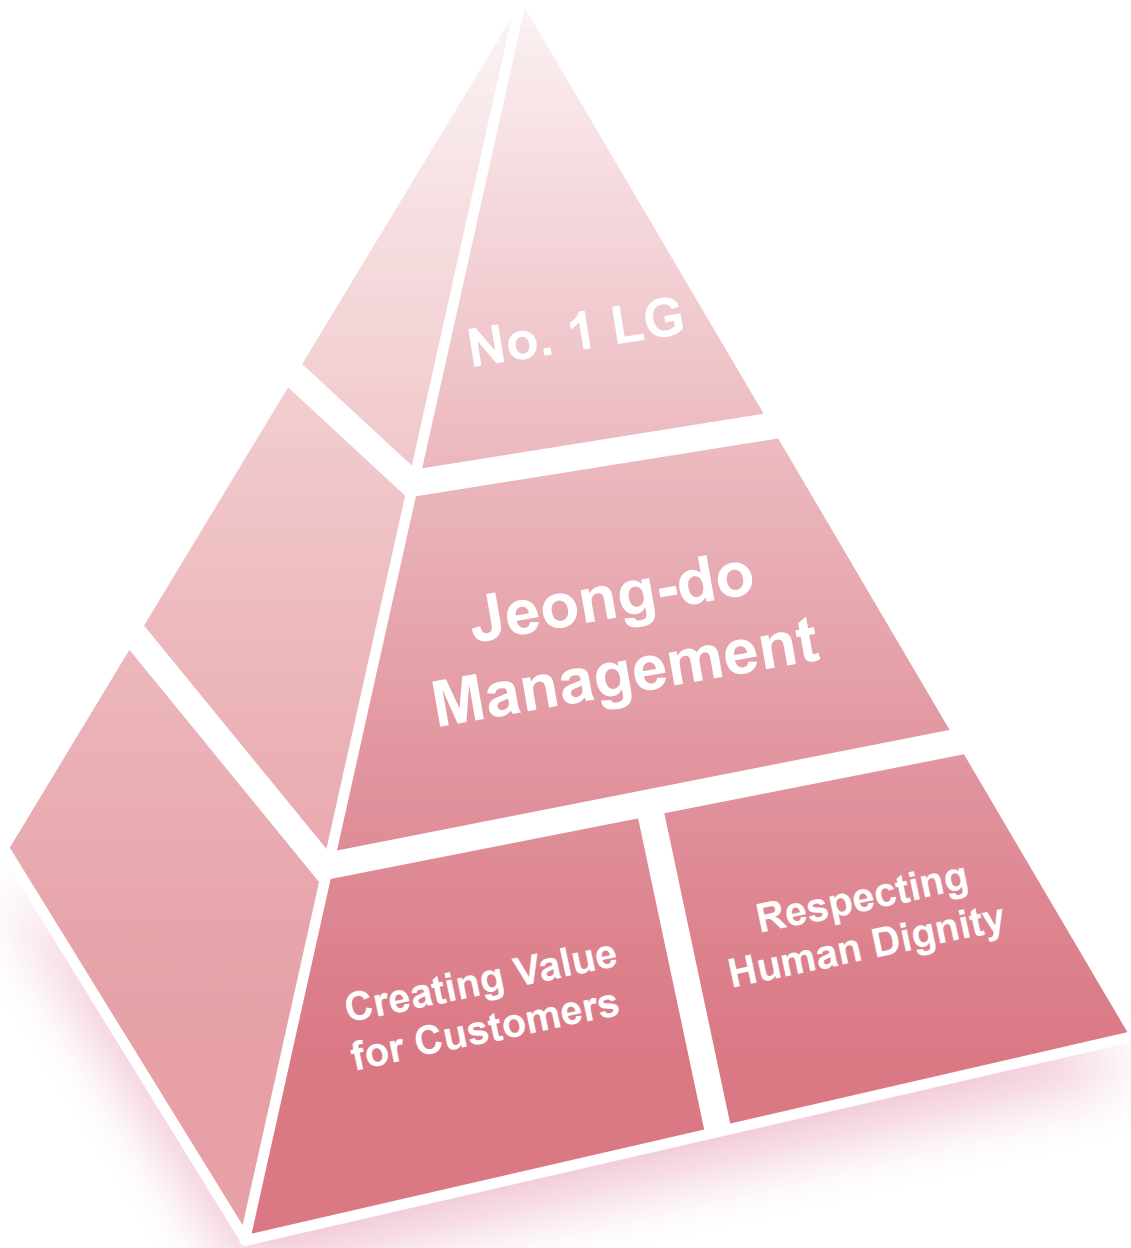 No. 1 LG
Jeong-do
Management
Creating Value
for Customers
Respecting
Human Dignity